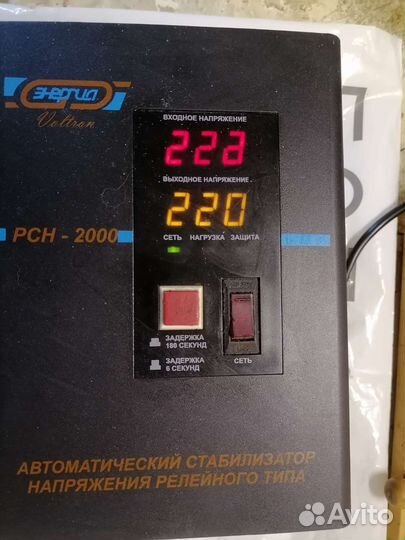 ЭНЕРГИЯ
Voltron
ВХОДНОЕ НАПРЯЖЕНИЕ
ВЫХОДНОЕ НАПРЯЖЕНИЕ
220
РСН - 2000
СЕТЬ НАГРУЗКА ЗАЩИТА
ЗАДЕРЖКА
180 СЕКУНД
ЗАДЕРЖКА
6 СЕКУНД
СЕТЬ
АВТОМАТИЧЕСКИЙ СТАБИЛИЗАТОР
НАПРЯЖЕНИЯ РЕЛЕЙНОГО ТИПА
Avito